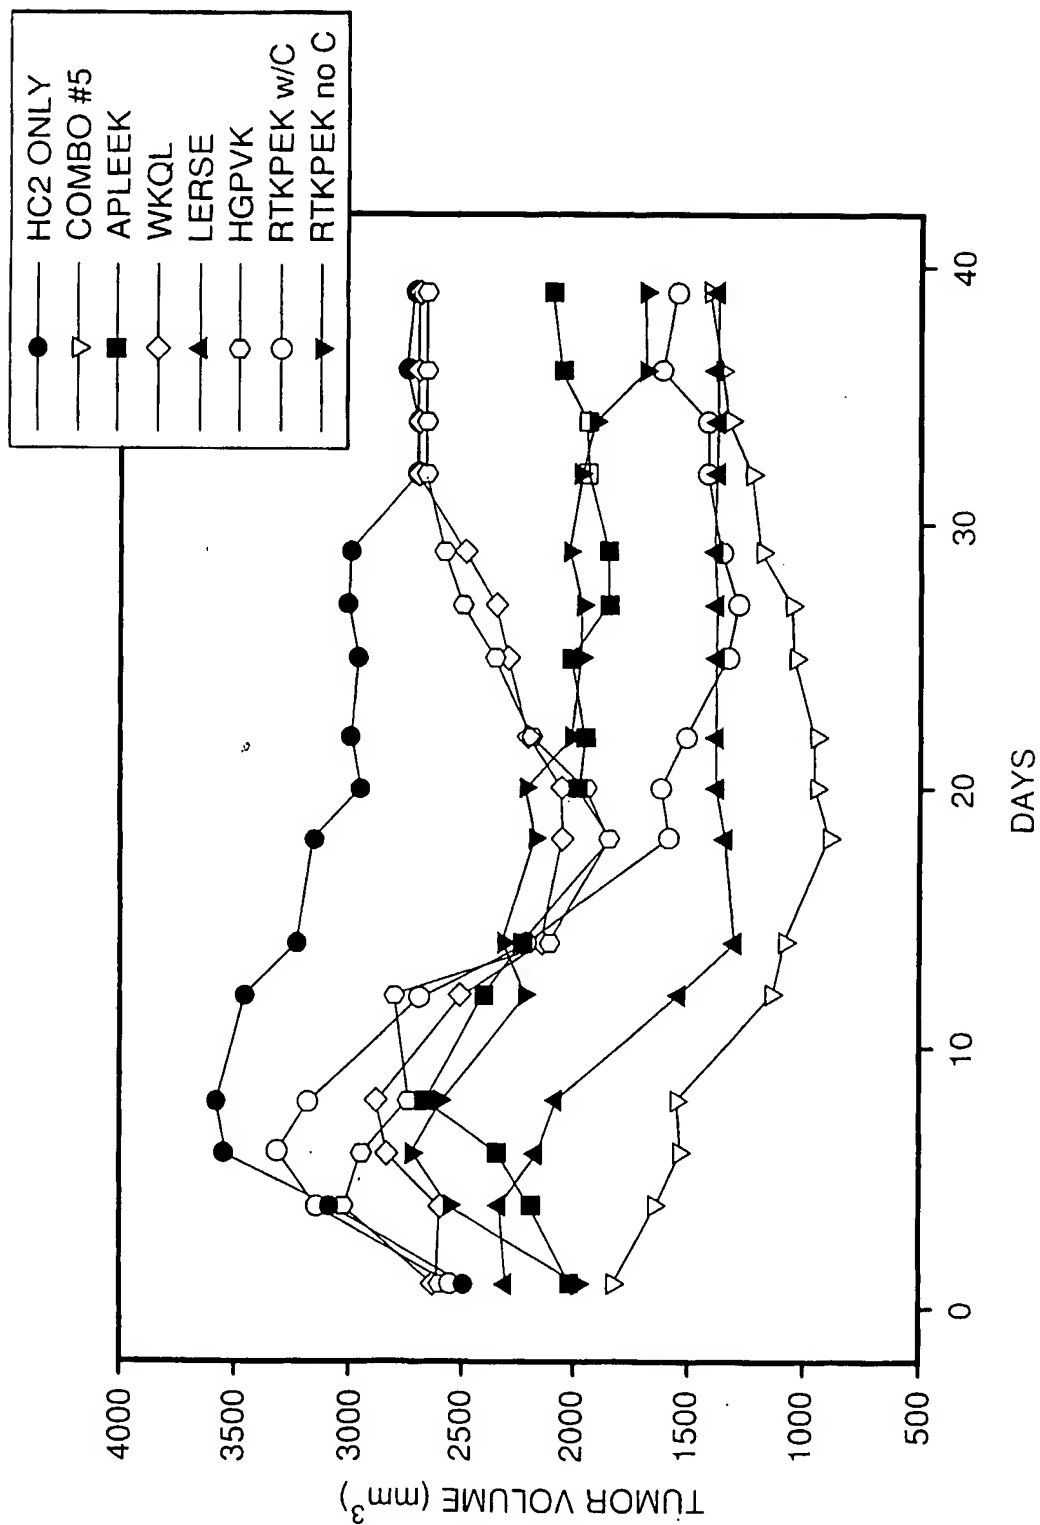 HC2 ONLY
COMBO #5
APLEEK
WKQL
LERSE
HGPVK
RTKPEK w/C
RTKPEK no C
TUMOR VOLUME (mm³)
4000
3500
3000
2500
2000
1500
1000
500
0
10
20
30
40
DAYS